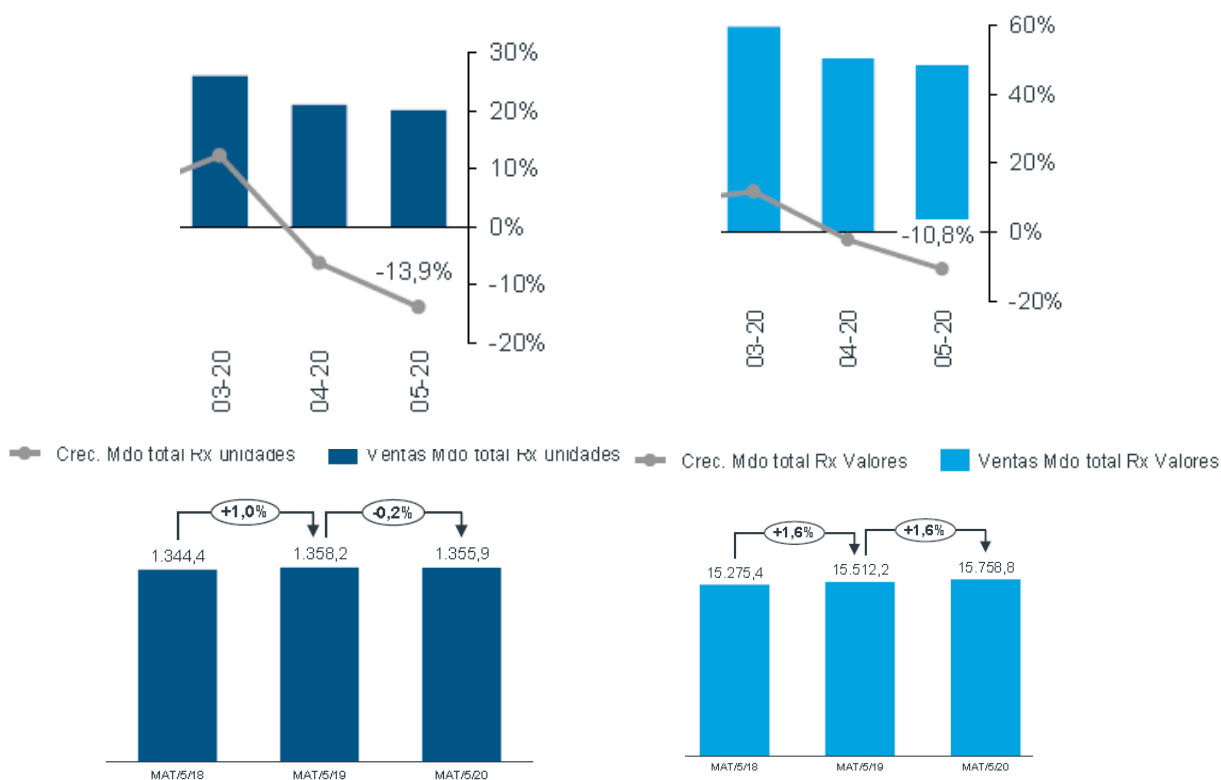 30%
20%
10%
0%
-10%
-20%
-13,9%
03-20
04-20
05-20
60%
40%
20%
0%
-20%
-10,8%
03-20
04-20
05-20
Crec. Mdo total Rx unidades
Ventas Mdo total Rx unidades
Crec. Mdo total Rx Valores
Ventas Mdo total Rx Valores
+1,0%
-0,2%
1.344,4
1.358,2
1.355,9
MAT/5/18
MAT/5/19
MAT/5/20
+1,6%
+1,6%
15.275,4
15.512,2
15.758,8
MAT/5/18
MAT/5/19
MAT/5/20